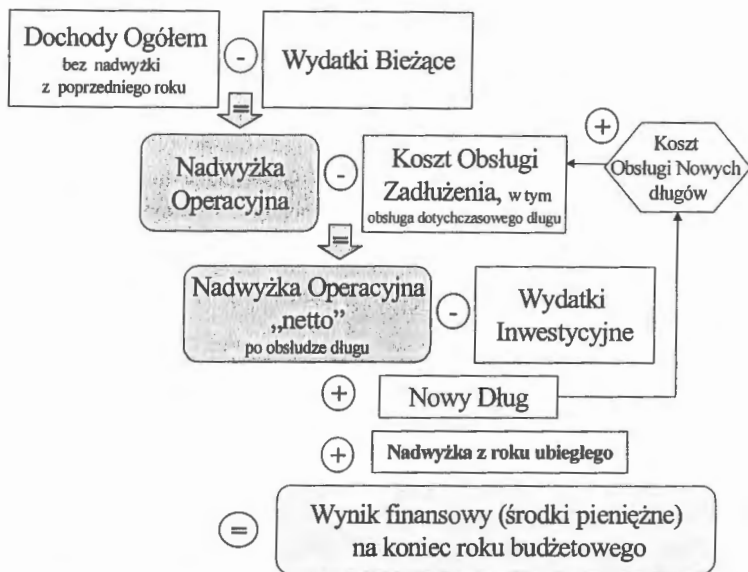 Dochody Ogółem
bez nadwyżki
z poprzedniego roku
-
Wydatki Bieżące
=
Nadwyżka
Operacyjna
-
Koszt Obsługi
Zadłużenia, w tym
obsługa dotychczasowego długu
+
Koszt
Obsługi Nowych
długów
=
Nadwyżka Operacyjna
„netto”
po obsłudze długu
-
Wydatki
Inwestycyjne
+
Nowy Dług
+
Nadwyżka z roku ubiegłego
=
Wynik finansowy (środki pieniężne)
na koniec roku budżetowego